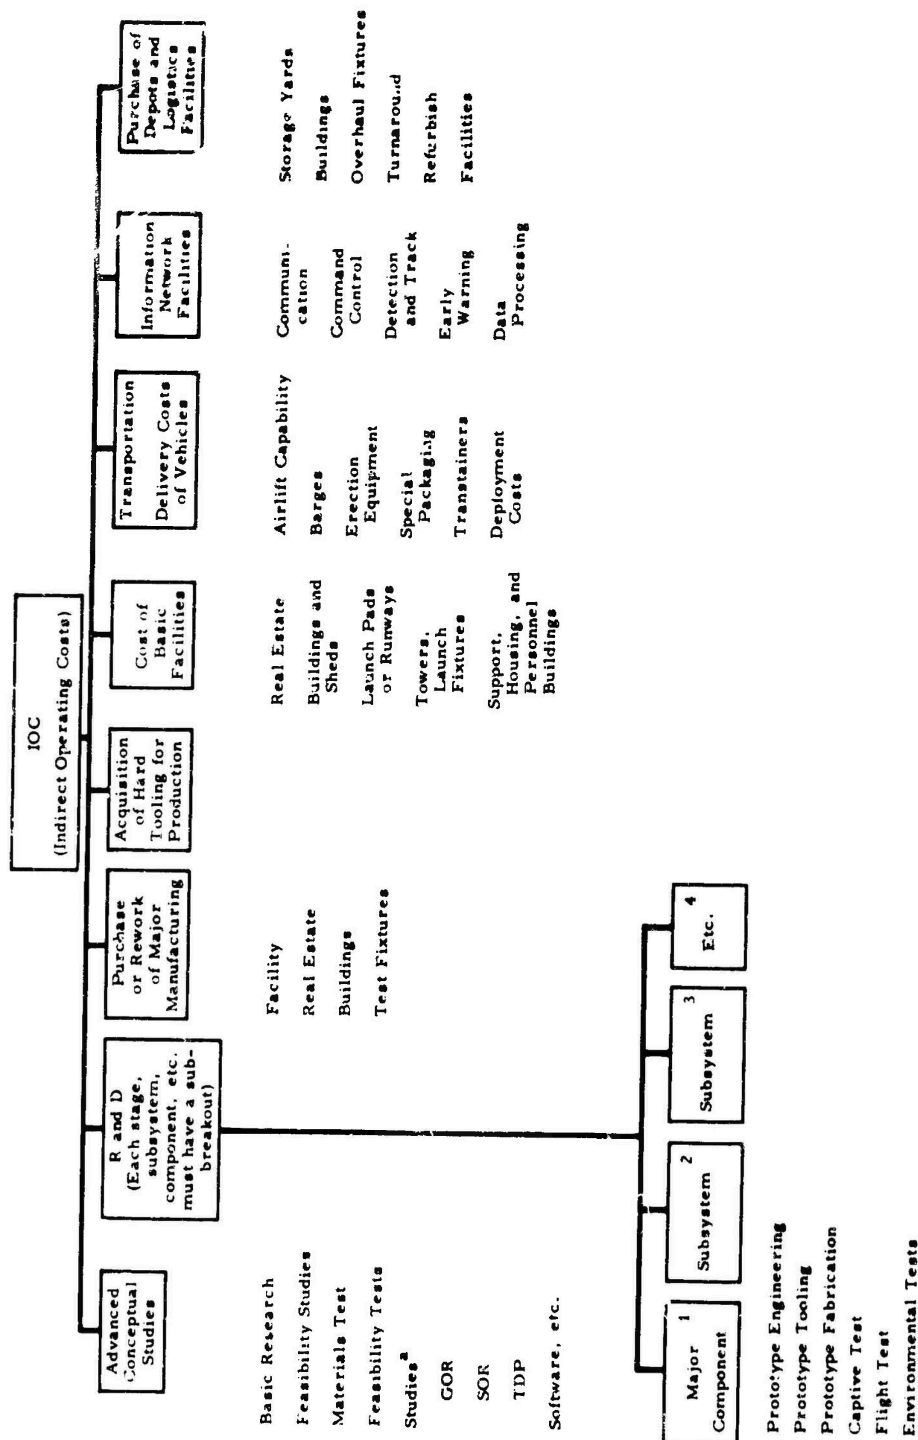 IOC
(Indirect Operating Costs)
Advanced
Conceptual
Studies
R and D
(Each stage,
subsystem,
component, etc.
must have a sub-
breakout)
Purchase
or Rework
of Major
Manufacturing
Acquisition
of Hard
Tooling for
Production
Cost of
Basic
Facilities
Transportation
Delivery Costs
of Vehicles
Information
Network
Facilities
Purchase of
Depots and
Logistics
Facilities
Basic Research
Feasibility Studies
Materials Test
Feasibility Tests
Studies a
GOR
SOR
TDP
Software, etc.
Facility
Real Estate
Buildings
Test Fixtures
Real Estate
Buildings and
Sheds
Launch Pads
or Runways
Towers,
Launch
Fixtures
Support,
Housing, and
Personnel
Buildings
Airlift Capability
Barges
Erection
Equipment
Special
Packaging
Transtainers
Deployment
Costs
Communi-
cation
Command
Control
Detection
and Track
Early
Warning
Data
Processing
Storage Yards
Buildings
Overhaul Fixtures
Turnaround
Refurbish
Facilities
1
Major
Component
2
Subsystem
3
Subsystem
4
Etc.
Prototype Engineering
Prototype Tooling
Prototype Fabrication
Captive Test
Flight Test
Environmental Tests